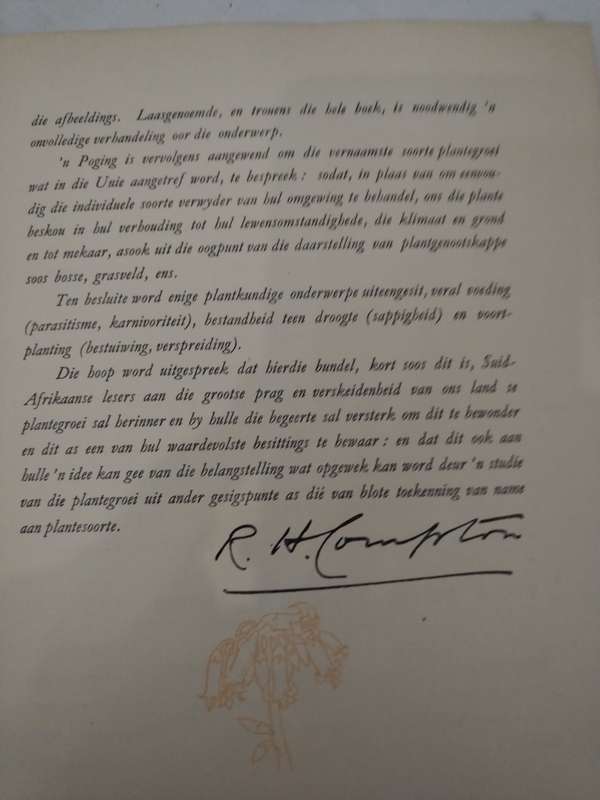 die afbeeldings. Laasgenoemde, en trouens die hele boek, is noodwendig 'n
onvolledige verhandeling oor die onderwerp.
'n Poging is vervolgens aangewend om die vernaamste soorte plantegroei
wat in die Unie aangetref word, te bespreek: sodat, in plaas van om eenvou-
dig die individuele soorte verwyder van hul omgewing te behandel, ons die plante
beskou in hul verhouding tot hul lewensomstandighede, die klimaat en grond
en tot mekaar, asook uit die oogpunt van die daarstelling van plantgenootskappe
soos bosse, grasveld, ens.
Ten besluite word enige plantkundige onderwerpe uiteengesit, veral voeding
(parasitisme, karnivoriteit), bestandheid teen droogte (sappigheid) en voort-
planting (bestuiwing, verspreiding).
Die hoop word uitgespreek dat hierdie bundel, kort soos dit is, Suid-
Afrikaanse lesers aan die grootse prag en verskeidenheid van ons land se
plantegroei sal herinner en by hulle die begeerte sal versterk om dit te bewonder
en dit as een van hul waardevolste besittings te bewaar: en dat dit ook aan
hulle 'n idee kan gee van die belangstelling wat opgewek kan word deur 'n studie
van die plantegroei uit ander gesigspunte as dié van blote toekenning van name
aan plantesoorte.
R. H. Compton